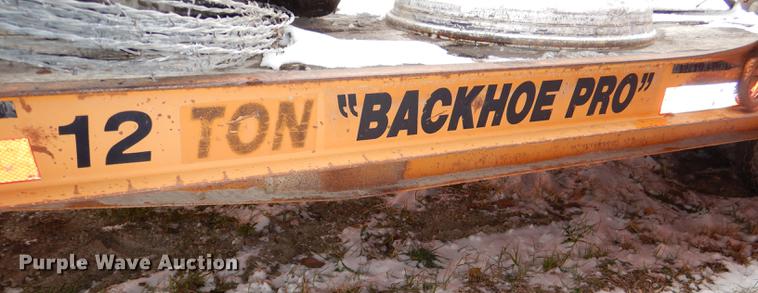 12 TON "BACKHOE PRO"
Purple Wave Auction